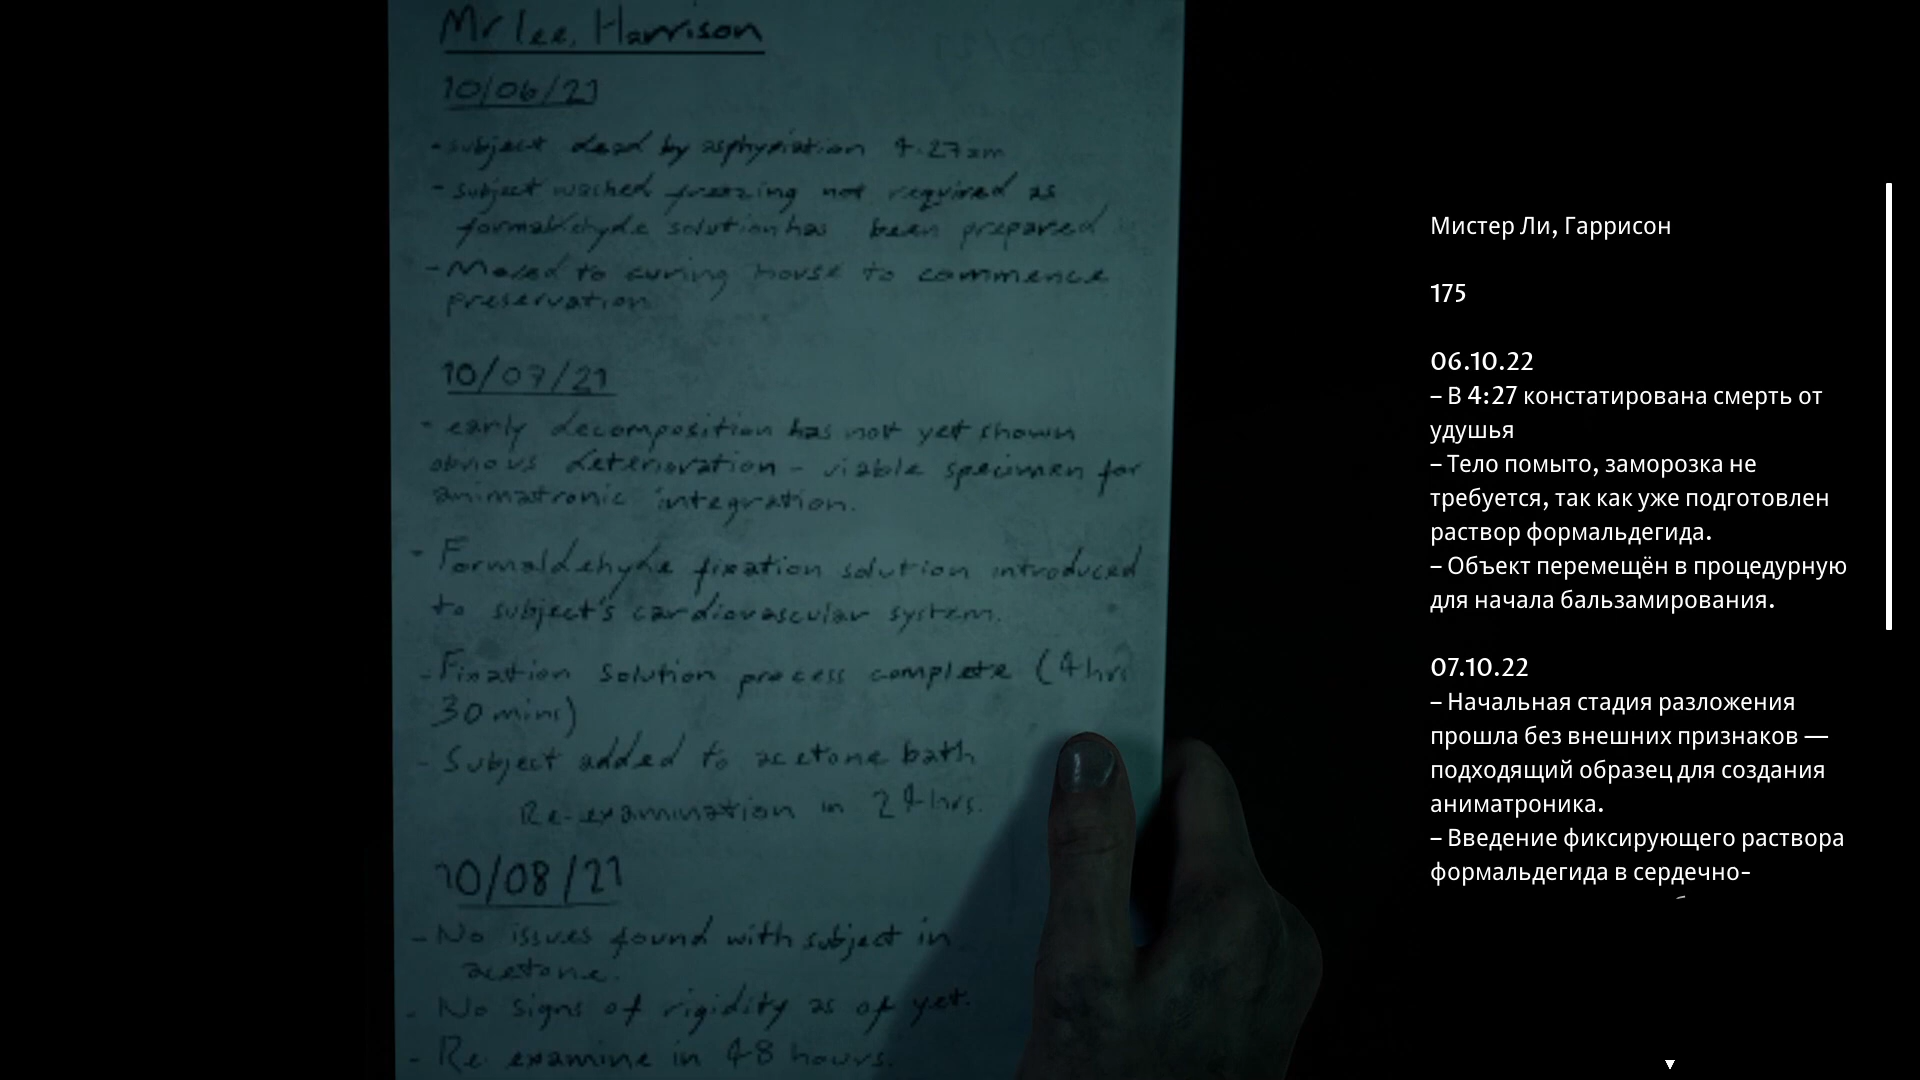 Mr lee, Harrison
10/06/21
- subject dead by asphyxiation 4.27am
- subject washed freezing not required as
formaldehyde solution has been prepared
- Moved to curing house to commence
preservation
10/07/21
- early decomposition has not yet shown
obvious deterioration - viable specimen for
animatronic integration.
- Formaldehyde fixation solution introduced
to subject's cardiovascular system.
- Fixation solution process complete (4hrs
30 mins)
- Subject added to acetone bath
Re-examination in 24hrs.
10/08/21
- No issues found with subject in
acetone.
- No signs of rigidity as of yet.
- Re examine in 48 hours.
Мистер Ли, Гаррисон
175
06.10.22
– В 4:27 констатирована смерть от
удушья
– Тело помыто, заморозка не
требуется, так как уже подготовлен
раствор формальдегида.
– Объект перемещён в процедурную
для начала бальзамирования.
07.10.22
– Начальная стадия разложения
прошла без внешних признаков —
подходящий образец для создания
аниматроника.
– Введение фиксирующего раствора
формальдегида в сердечно-